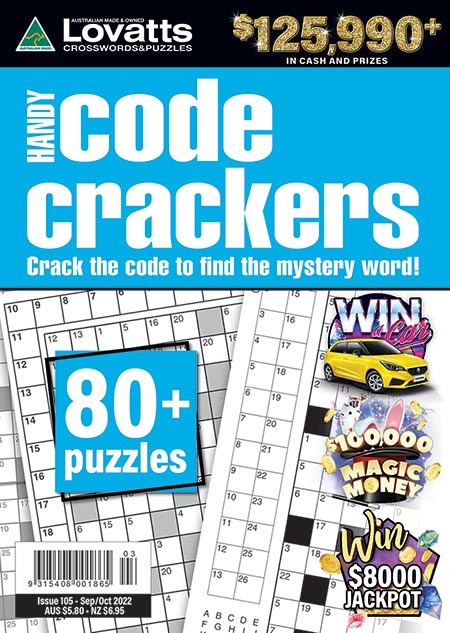 AUSTRALIAN MADE & OWNED
Lovatts
CROSSWORDS&PUZZLES
$125,990+
IN CASH AND PRIZES
HANDY
code
crackers
Crack the code to find the mystery word!
80+
puzzles
WIN
a Car
$100,000
MAGIC
MONEY
Win
$8000
JACKPOT
03
9 315408 001865
Issue 105 - Sep/Oct 2022
AUS $5.80 • NZ $6.95